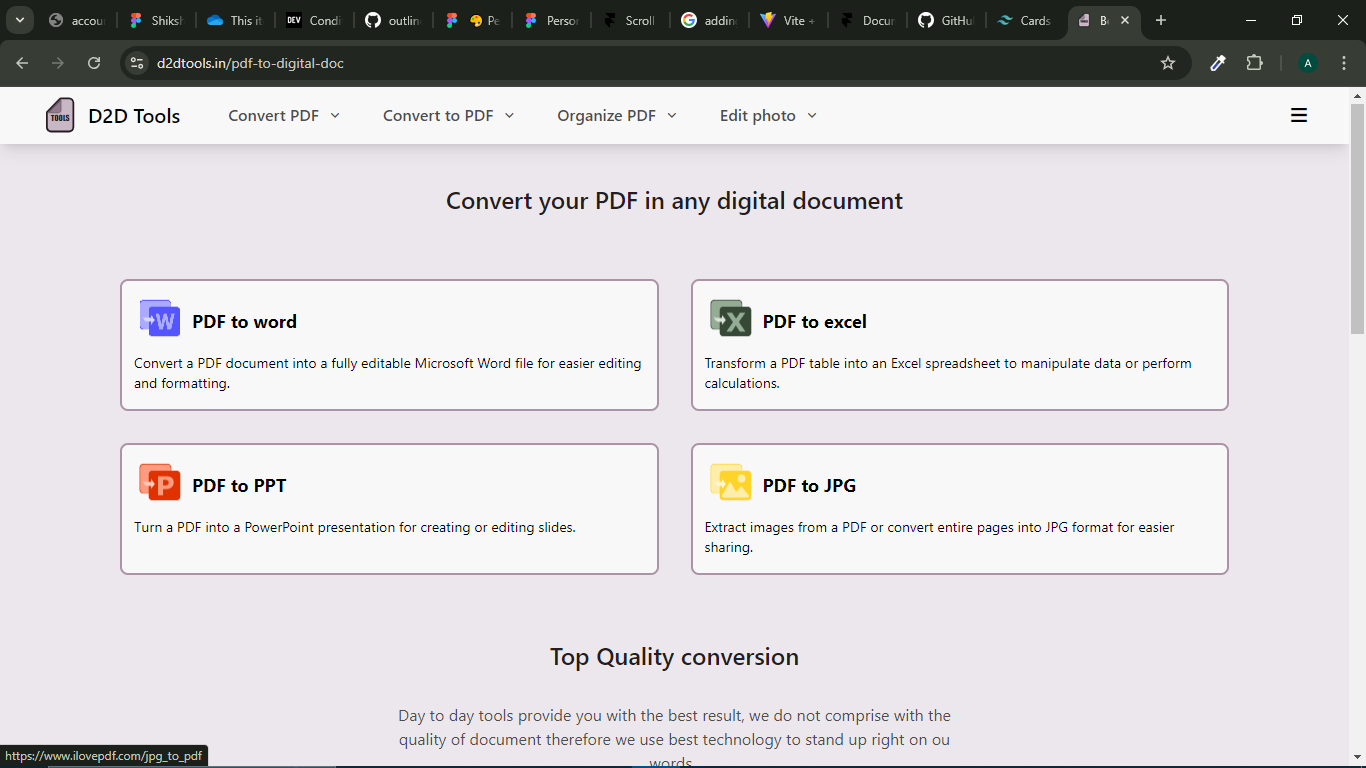 accou
Shiksh
This it
DEV Condi
outline
Pe
Perso
Scroll
addin
Vite +
Docur
GitHu
Cards
d2dtools.in/pdf-to-digital-doc
A
TOOLS
D2D Tools
Convert PDF
Convert to PDF
Organize PDF
Edit photo
Convert your PDF in any digital document
W
PDF to word
Convert a PDF document into a fully editable Microsoft Word file for easier editing
and formatting.
X
PDF to excel
Transform a PDF table into an Excel spreadsheet to manipulate data or perform
calculations.
P
PDF to PPT
Turn a PDF into a PowerPoint presentation for creating or editing slides.
PDF to JPG
Extract images from a PDF or convert entire pages into JPG format for easier
sharing.
Top Quality conversion
Day to day tools provide you with the best result, we do not comprise with the
quality of document therefore we use best technology to stand up right on ou
words
https://www.ilovepdf.com/jpg_to_pdf